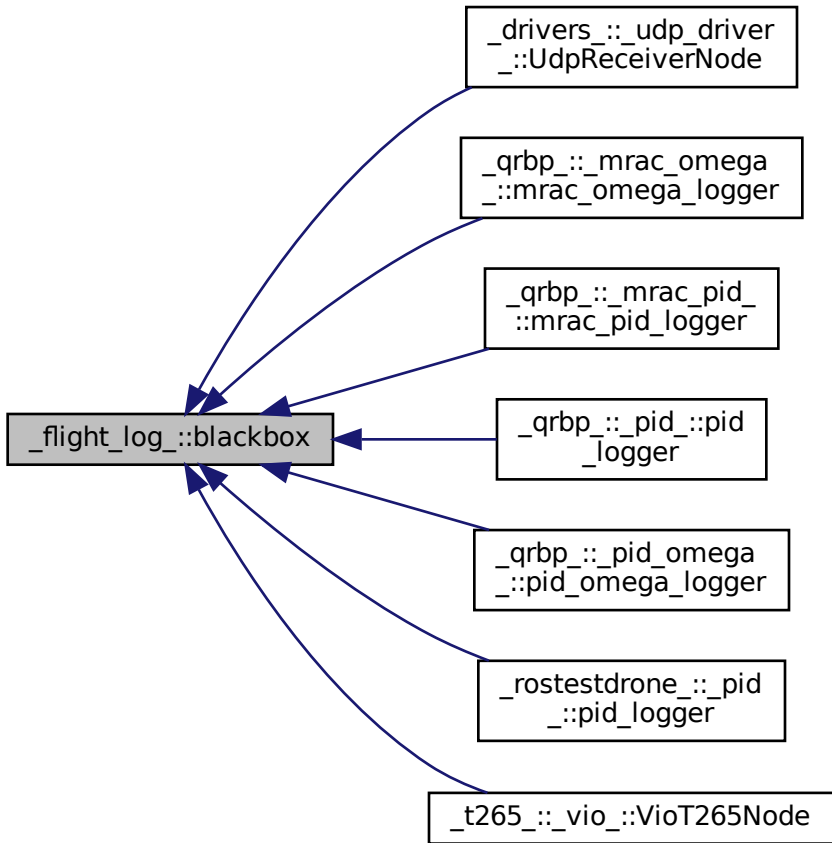 _drivers_::_udp_driver
_::UdpReceiverNode
_qrbp_::_mrac_omega
_::mrac_omega_logger
_qrbp_::_mrac_pid_
::mrac_pid_logger
_flight_log_::blackbox
_qrbp_::_pid_::pid
_logger
_qrbp_::_pid_omega
_::pid_omega_logger
_rostestdrone_::_pid
_::pid_logger
_t265_::_vio_::VioT265Node